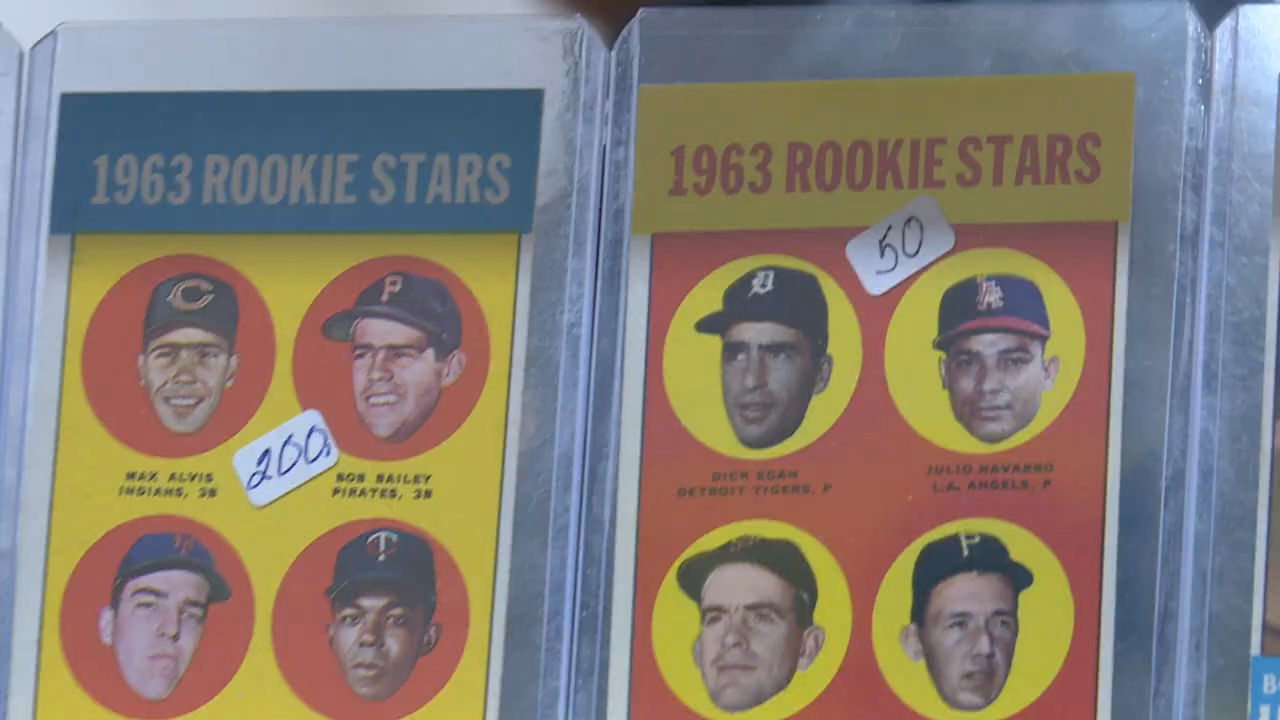 1963 ROOKIE STARS
C
P
MAX ALVIS
INDIANS, 3B
200.
BOB BAILEY
PIRATES, 3B
T C
1963 ROOKIE STARS
50
D
LA
DICK EGAN
DETROIT TIGERS, P
JULIO NAVARRO
L.A. ANGELS, P
P